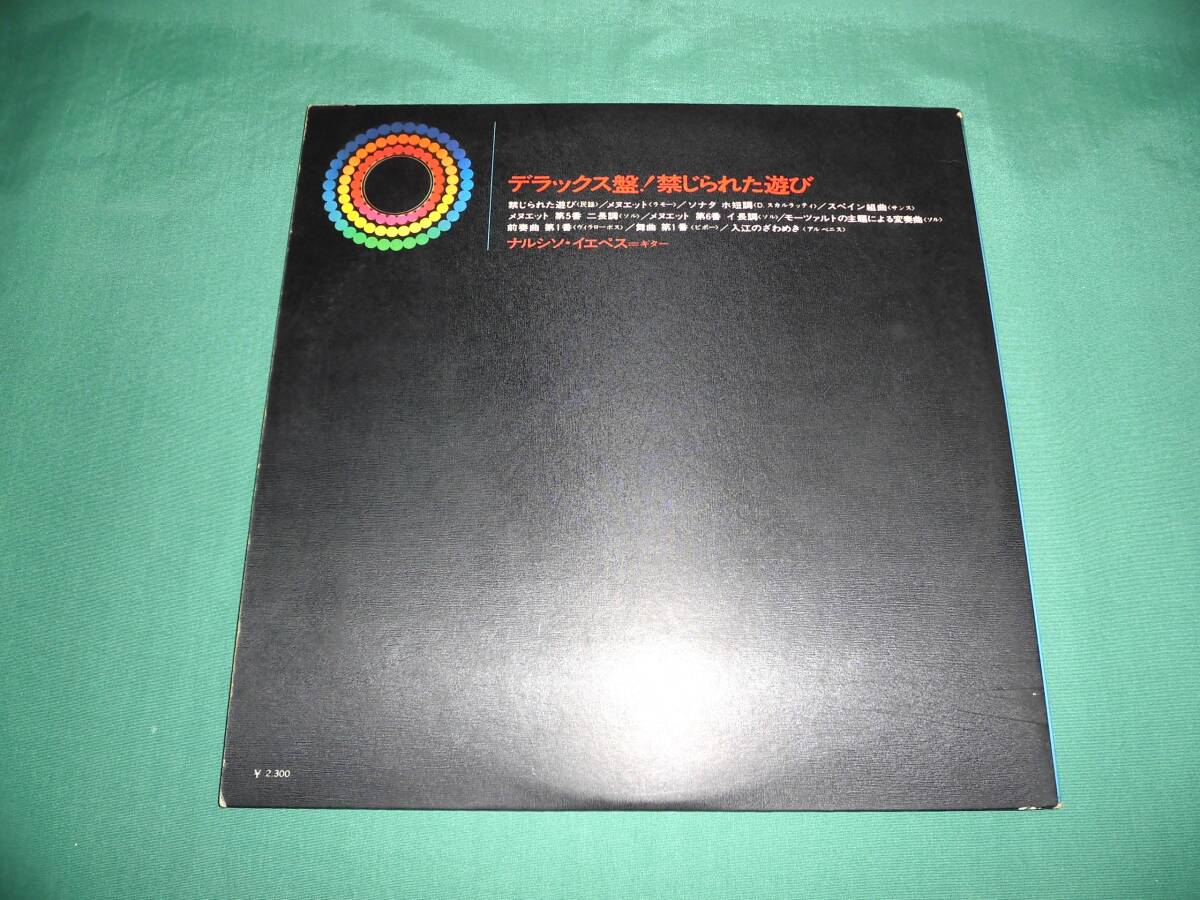 デラックス盤!禁じられた遊び
禁じられた遊び(民謡)/メヌエット(ラモー)/ソナタ ホ短調(D. スカルラッティ)/スペイン組曲(サンス)
メヌエット 第5番 ニ長調(ソル)/メヌエット 第6番 イ長調(ソル)/モーツァルトの主題による変奏曲(ソル)
前奏曲 第1番(ヴィラ=ローボス)/舞曲 第1番(ピポー)/入江のざわめき(アルベニス)
ナルシソ・イエペス=ギター
¥ 2.300